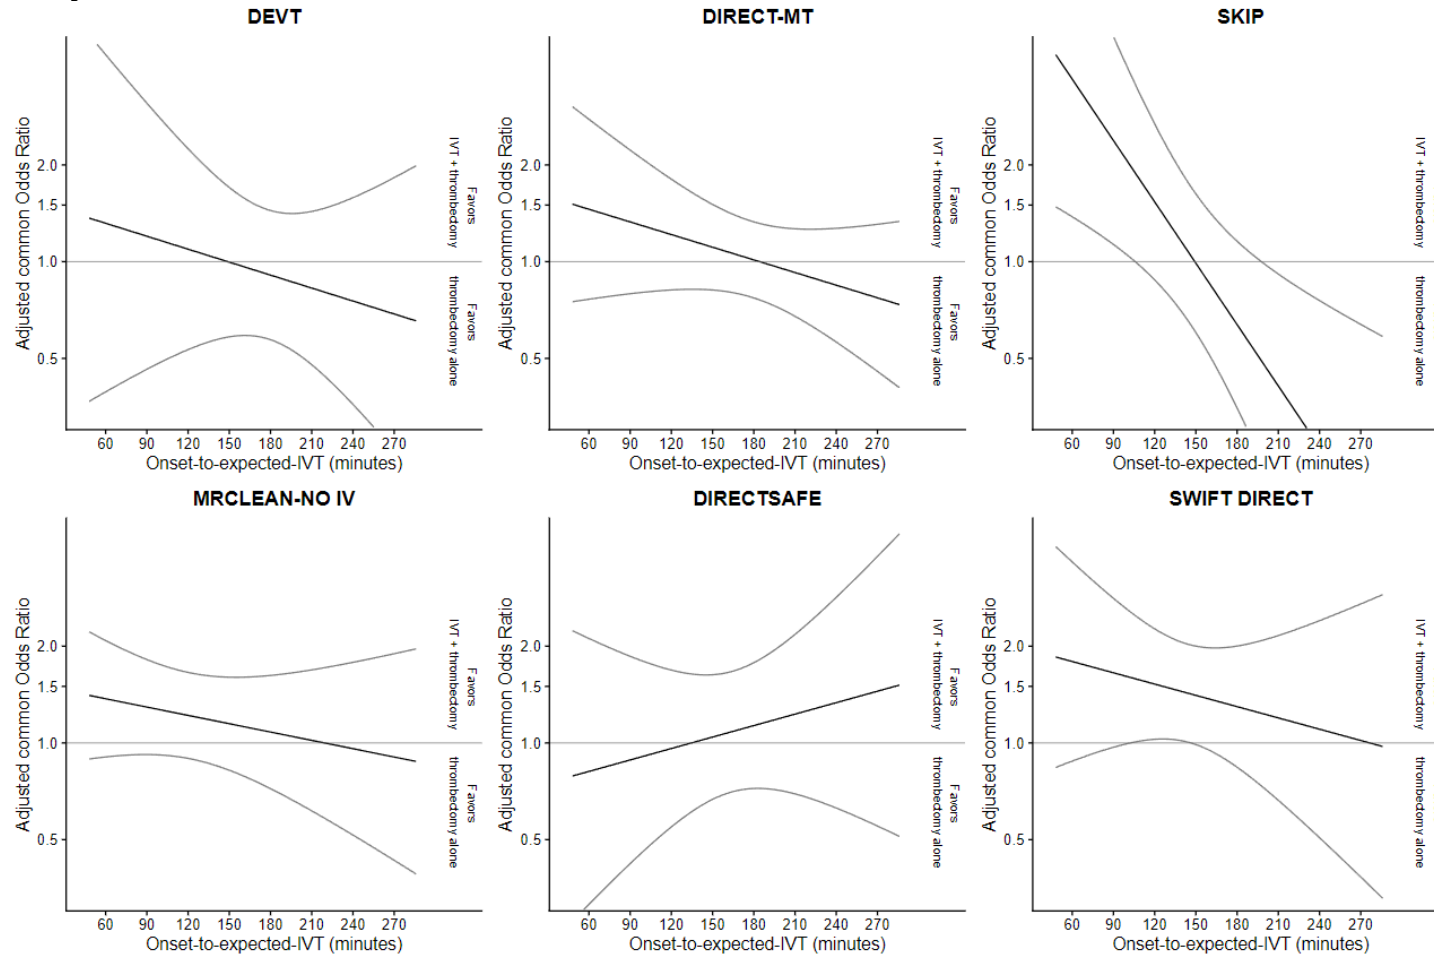 DEVT
Adjusted common Odds Ratio
2.0
1.5
1.0
0.5
Favors
IVT + thrombectomy
Favors
thrombectomy alone
60 90 120 150 180 210 240 270
Onset-to-expected-IVT (minutes)
DIRECT-MT
Adjusted common Odds Ratio
2.0
1.5
1.0
0.5
Favors
IVT + thrombectomy
Favors
thrombectomy alone
60 90 120 150 180 210 240 270
Onset-to-expected-IVT (minutes)
SKIP
Adjusted common Odds Ratio
2.0
1.5
1.0
0.5
IVT + thrombectomy
thrombectomy alone
60 90 120 150 180 210 240 270
Onset-to-expected-IVT (minutes)
MRCLEAN-NO IV
Adjusted common Odds Ratio
2.0
1.5
1.0
0.5
Favors
IVT + thrombectomy
Favors
thrombectomy alone
60 90 120 150 180 210 240 270
Onset-to-expected-IVT (minutes)
DIRECTSAFE
Adjusted common Odds Ratio
2.0
1.5
1.0
0.5
Favors
IVT + thrombectomy
Favors
thrombectomy alone
60 90 120 150 180 210 240 270
Onset-to-expected-IVT (minutes)
SWIFT DIRECT
Adjusted common Odds Ratio
2.0
1.5
1.0
0.5
IVT + thrombectomy
thrombectomy alone
60 90 120 150 180 210 240 270
Onset-to-expected-IVT (minutes)